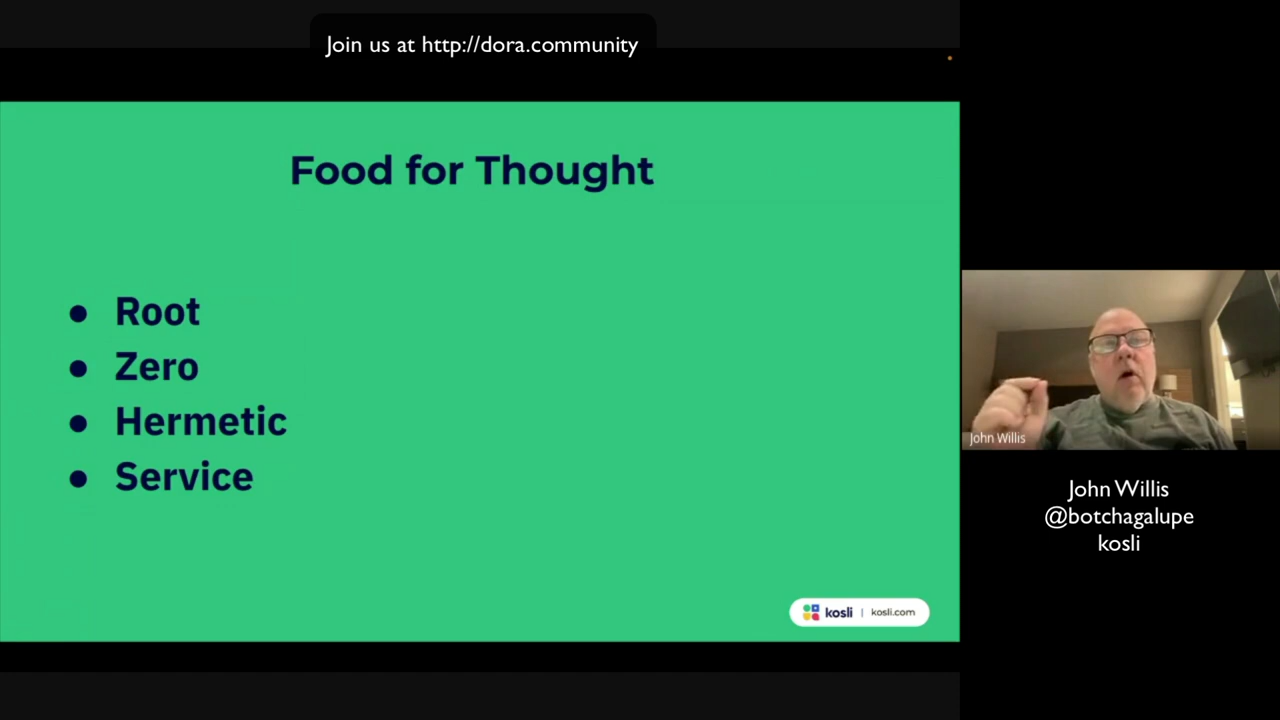 Join us at http://dora.community
Food for Thought
● Root
● Zero
● Hermetic
● Service
kosli | kosli.com
John Willis
John Willis
@botchagalupe
kosli